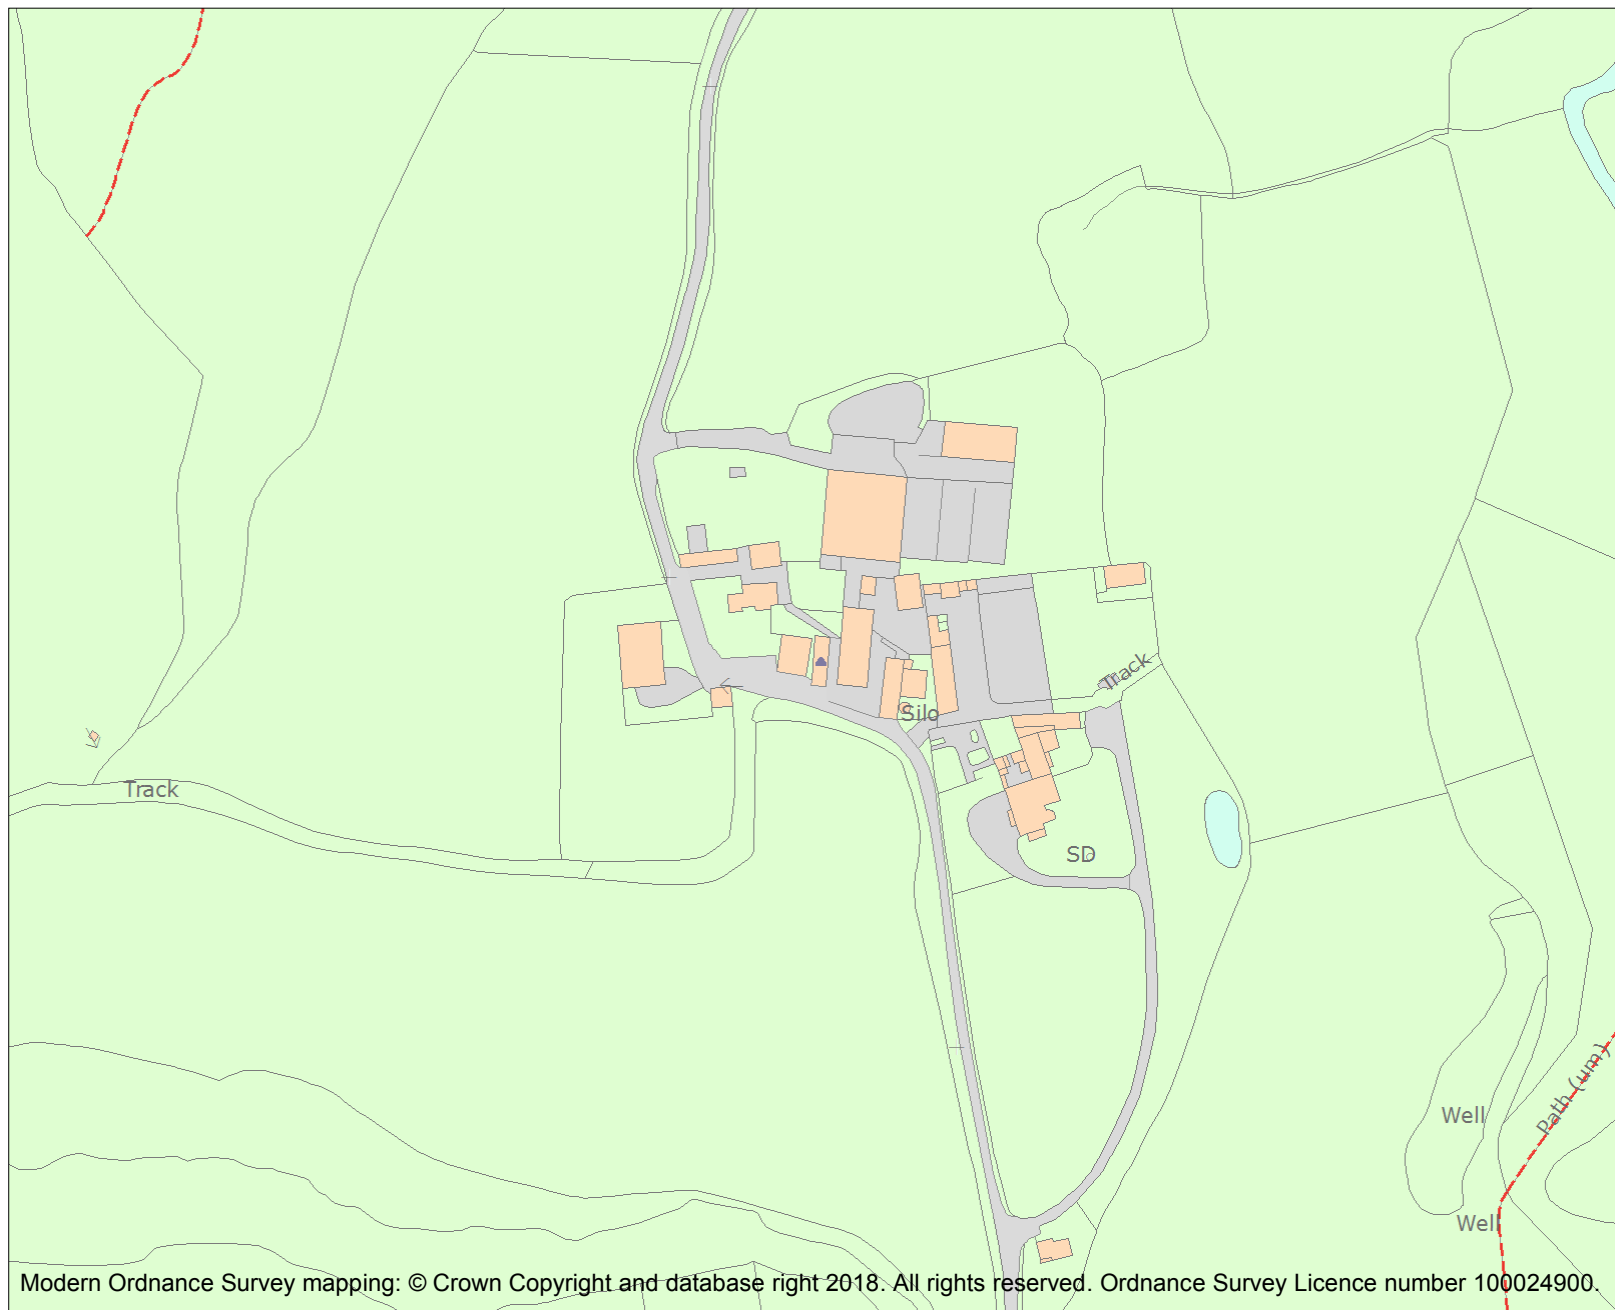 Track
Silo
Track
SD
Path (um)
Well
Well
Modern Ordnance Survey mapping: © Crown Copyright and database right 2018. All rights reserved. Ordnance Survey Licence number 100024900.